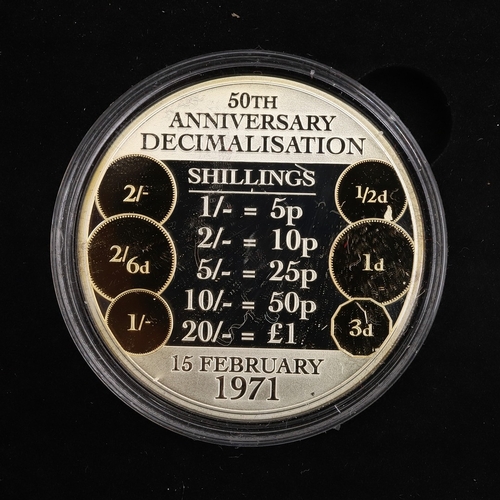 50TH
ANNIVERSARY
DECIMALISATION
SHILLINGS
1/- = 5p
2/- = 10p
5/- = 25p
10/- = 50p
20/- = £1
2/-
2/6d
1/-
1/2d
1d
3d
15 FEBRUARY
1971